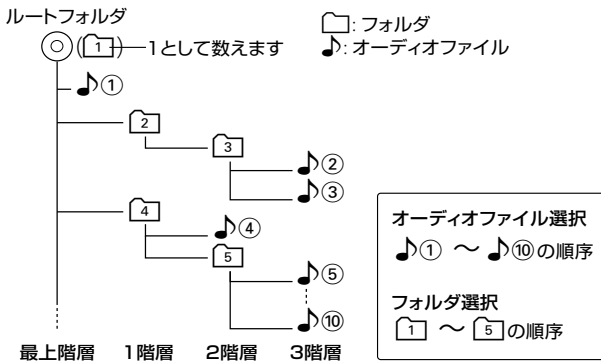 ルートフォルダ
1 1として数えます
フォルダ
オーディオファイル
①
2
3
②
③
4
④
5
⑤
⑩
最上階層 1階層 2階層 3階層
オーディオファイル選択
♪① ～ ♪⑩の順序
フォルダ選択
1 ～ 5の順序